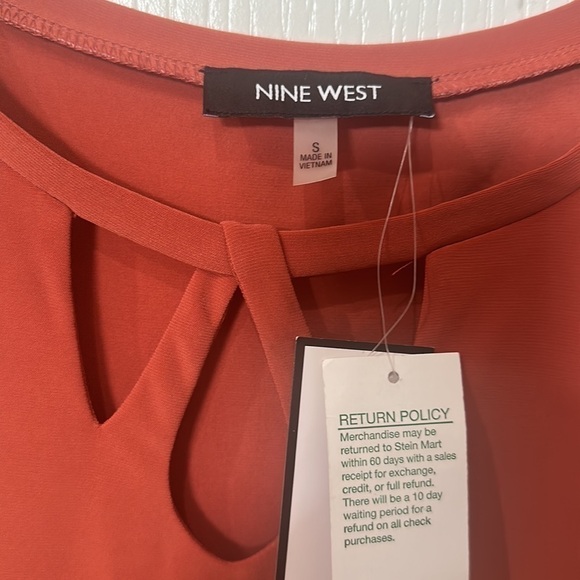 NINE WEST
S
MADE IN
VIETNAM
RETURN POLICY
Merchandise may be
returned to Stein Mart
within 60 days with a sales
receipt for exchange,
credit, or full refund.
There will be a 10 day
waiting period for a
refund on all check
purchases.